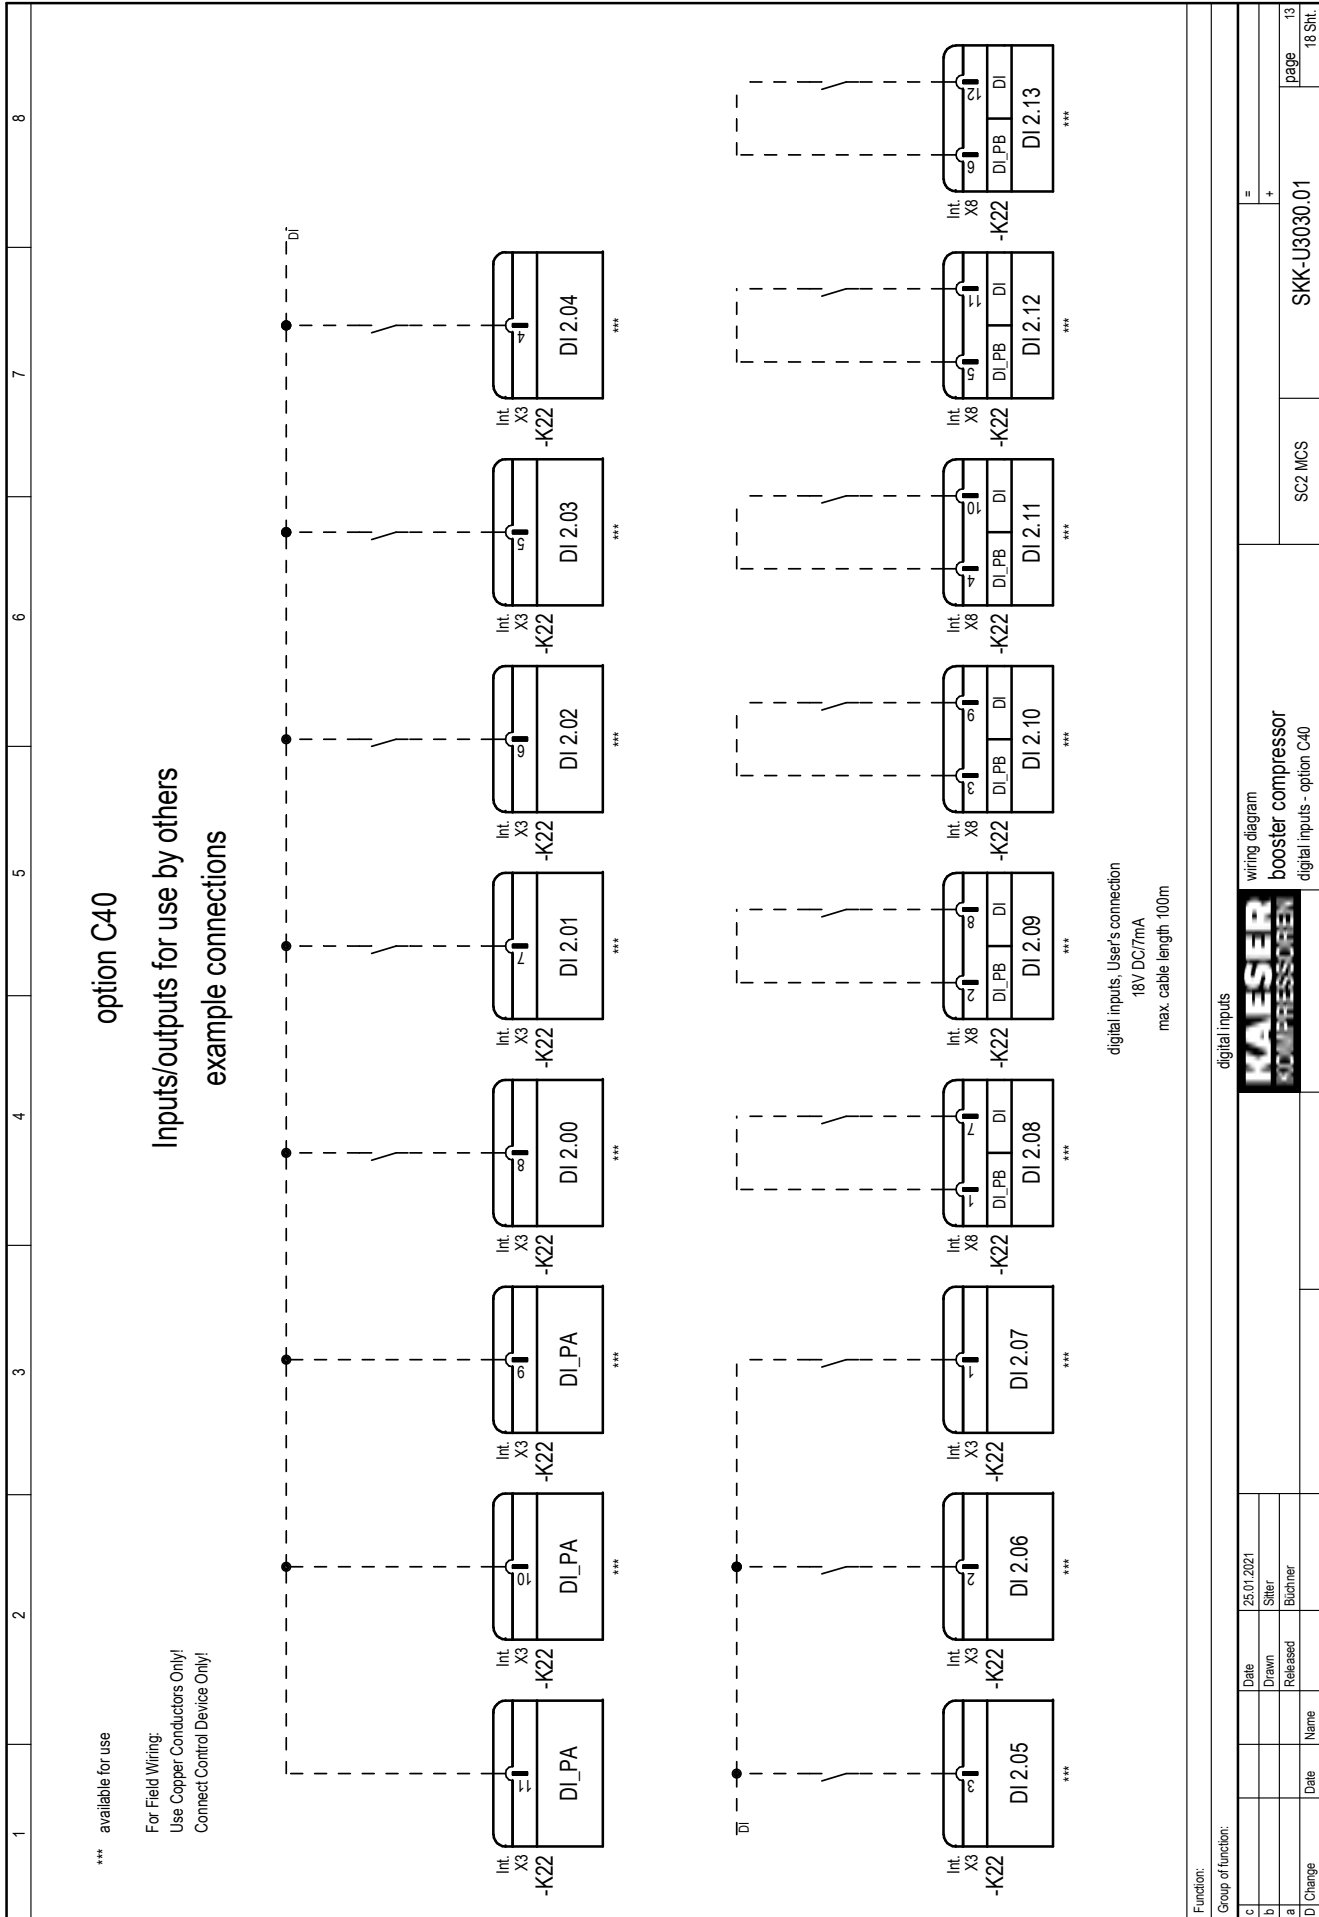 1 2 3 4 5 6 7 8
option C40
Inputs/outputs for use by others
example connections
*** available for use
For Field Wiring:
Use Copper Conductors Only!
Connect Control Device Only!
DI
Int. Int. Int. Int. Int. Int. Int. Int.
X3 X3 X3 X3 X3 X3 X3 X3
-K22 -K22 -K22 -K22 -K22 -K22 -K22 -K22
11 10 9 8 7 6 5 4
DI_PA DI_PA DI_PA DI 2.00 DI 2.01 DI 2.02 DI 2.03 DI 2.04
*** *** *** *** *** *** *** ***
DI
Int. Int. Int. Int. Int. Int. Int. Int. Int.
X3 X3 X3 X8 X8 X8 X8 X8 X8
-K22 -K22 -K22 -K22 -K22 -K22 -K22 -K22 -K22
3 2 1 1 7 2 8 3 9 4 10 5 11 6 12
DI_PB DI DI_PB DI DI_PB DI DI_PB DI DI_PB DI DI_PB DI
DI 2.05 DI 2.06 DI 2.07 DI 2.08 DI 2.09 DI 2.10 DI 2.11 DI 2.12 DI 2.13
*** *** *** *** *** *** *** *** ***
digital inputs, User's connection
18V DC/7mA
max. cable length 100m
Function:
Group of function:
digital inputs
c Date 25.01.2021
b Drawn Sitter
a Released Büchner
D Change Date Name
KAESER
KOMPRESSOREN
wiring diagram
booster compressor
digital inputs - option C40
SC2 MCS
=
+
SKK-U3030.01
page 13
18 Sht.